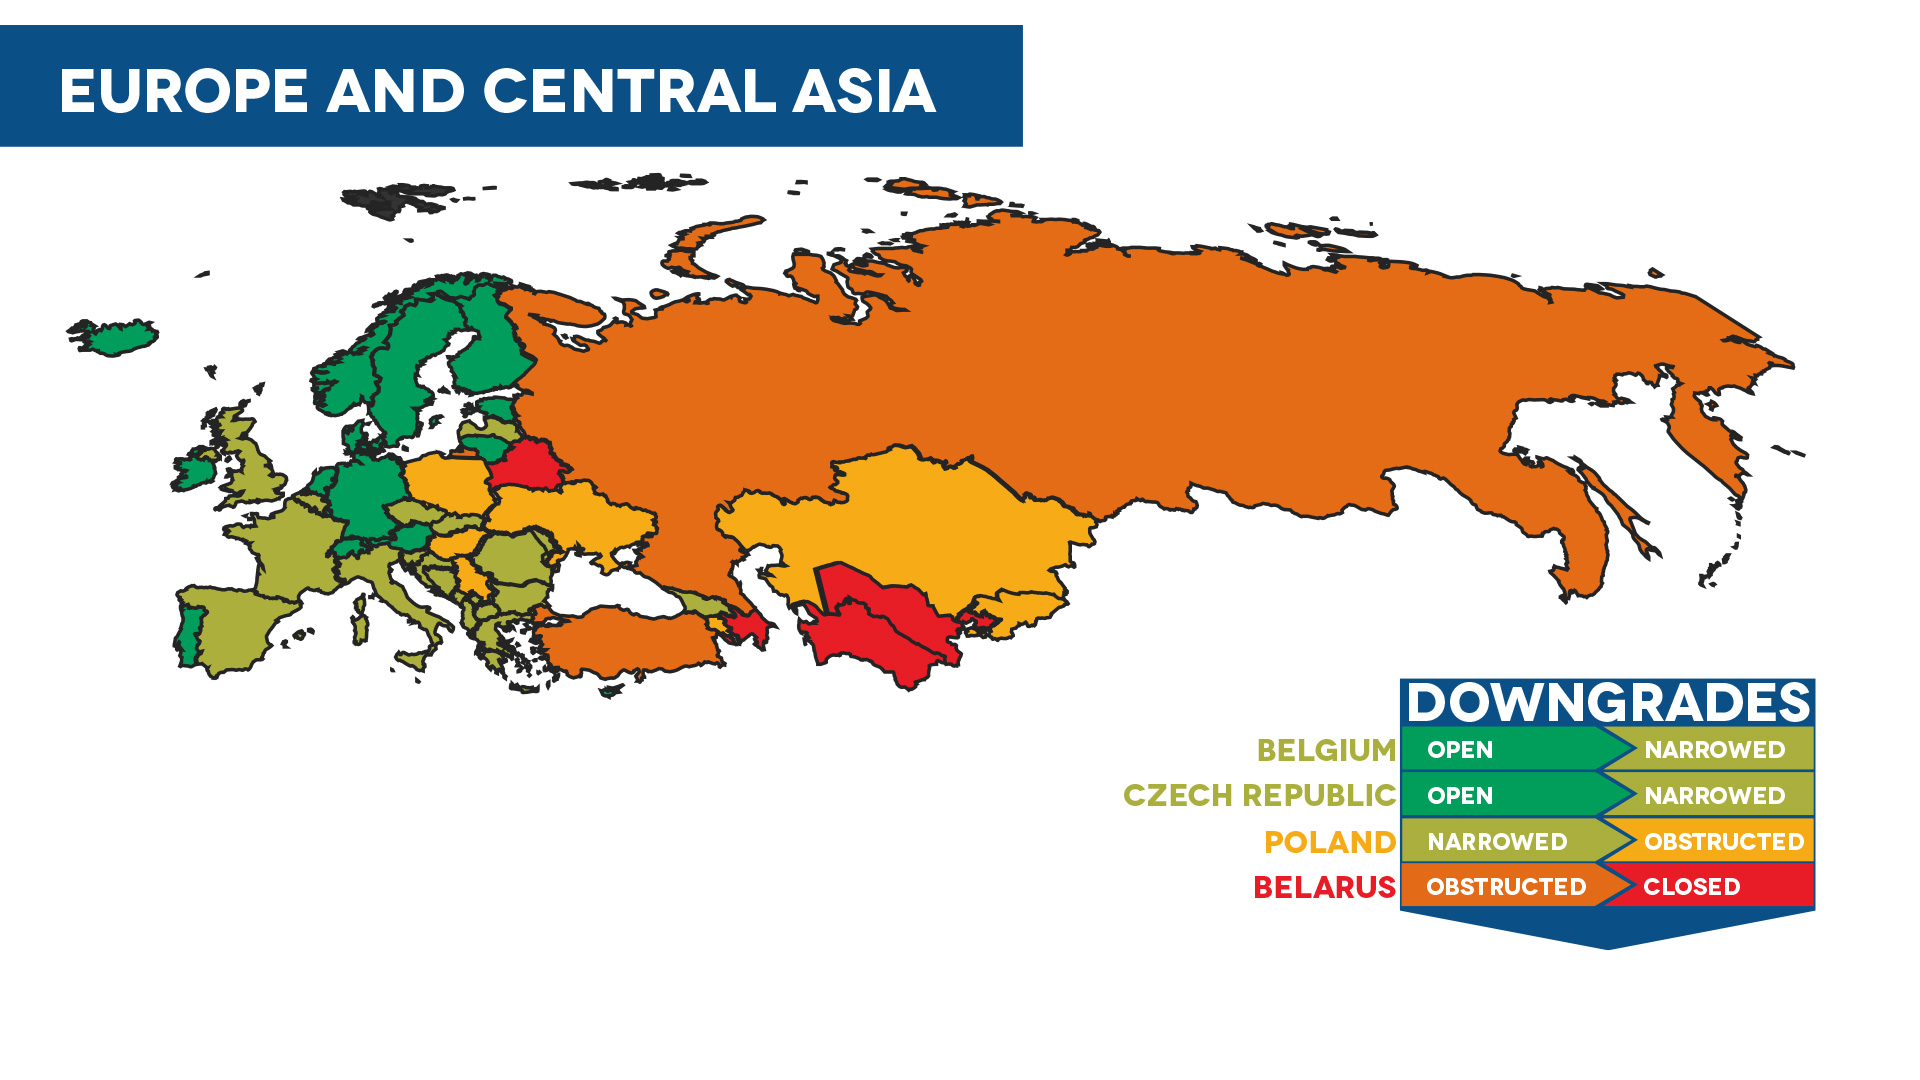 EUROPE AND CENTRAL ASIA
DOWNGRADES
BELGIUM OPEN NARROWED
CZECH REPUBLIC OPEN NARROWED
POLAND NARROWED OBSTRUCTED
BELARUS OBSTRUCTED CLOSED